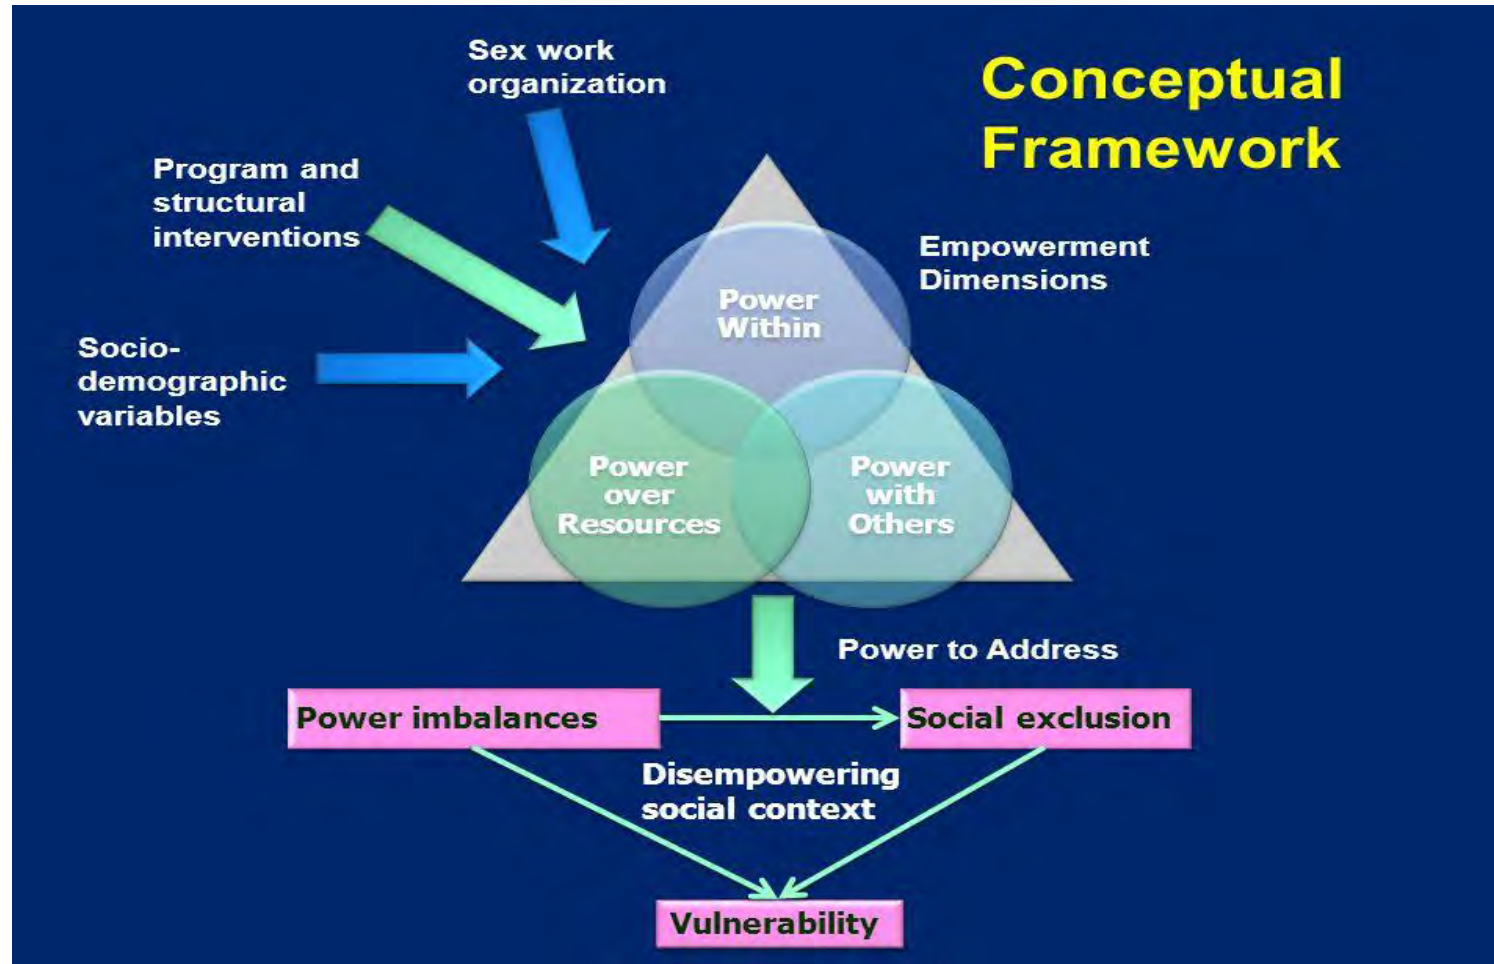 Sex work
organization
Conceptual
Framework
Program and
structural
interventions
Empowerment
Dimensions
Power
Within
Socio-
demographic
variables
Power
over
Resources
Power
with
Others
Power to Address
Power imbalances
Social exclusion
Disempowering
social context
Vulnerability